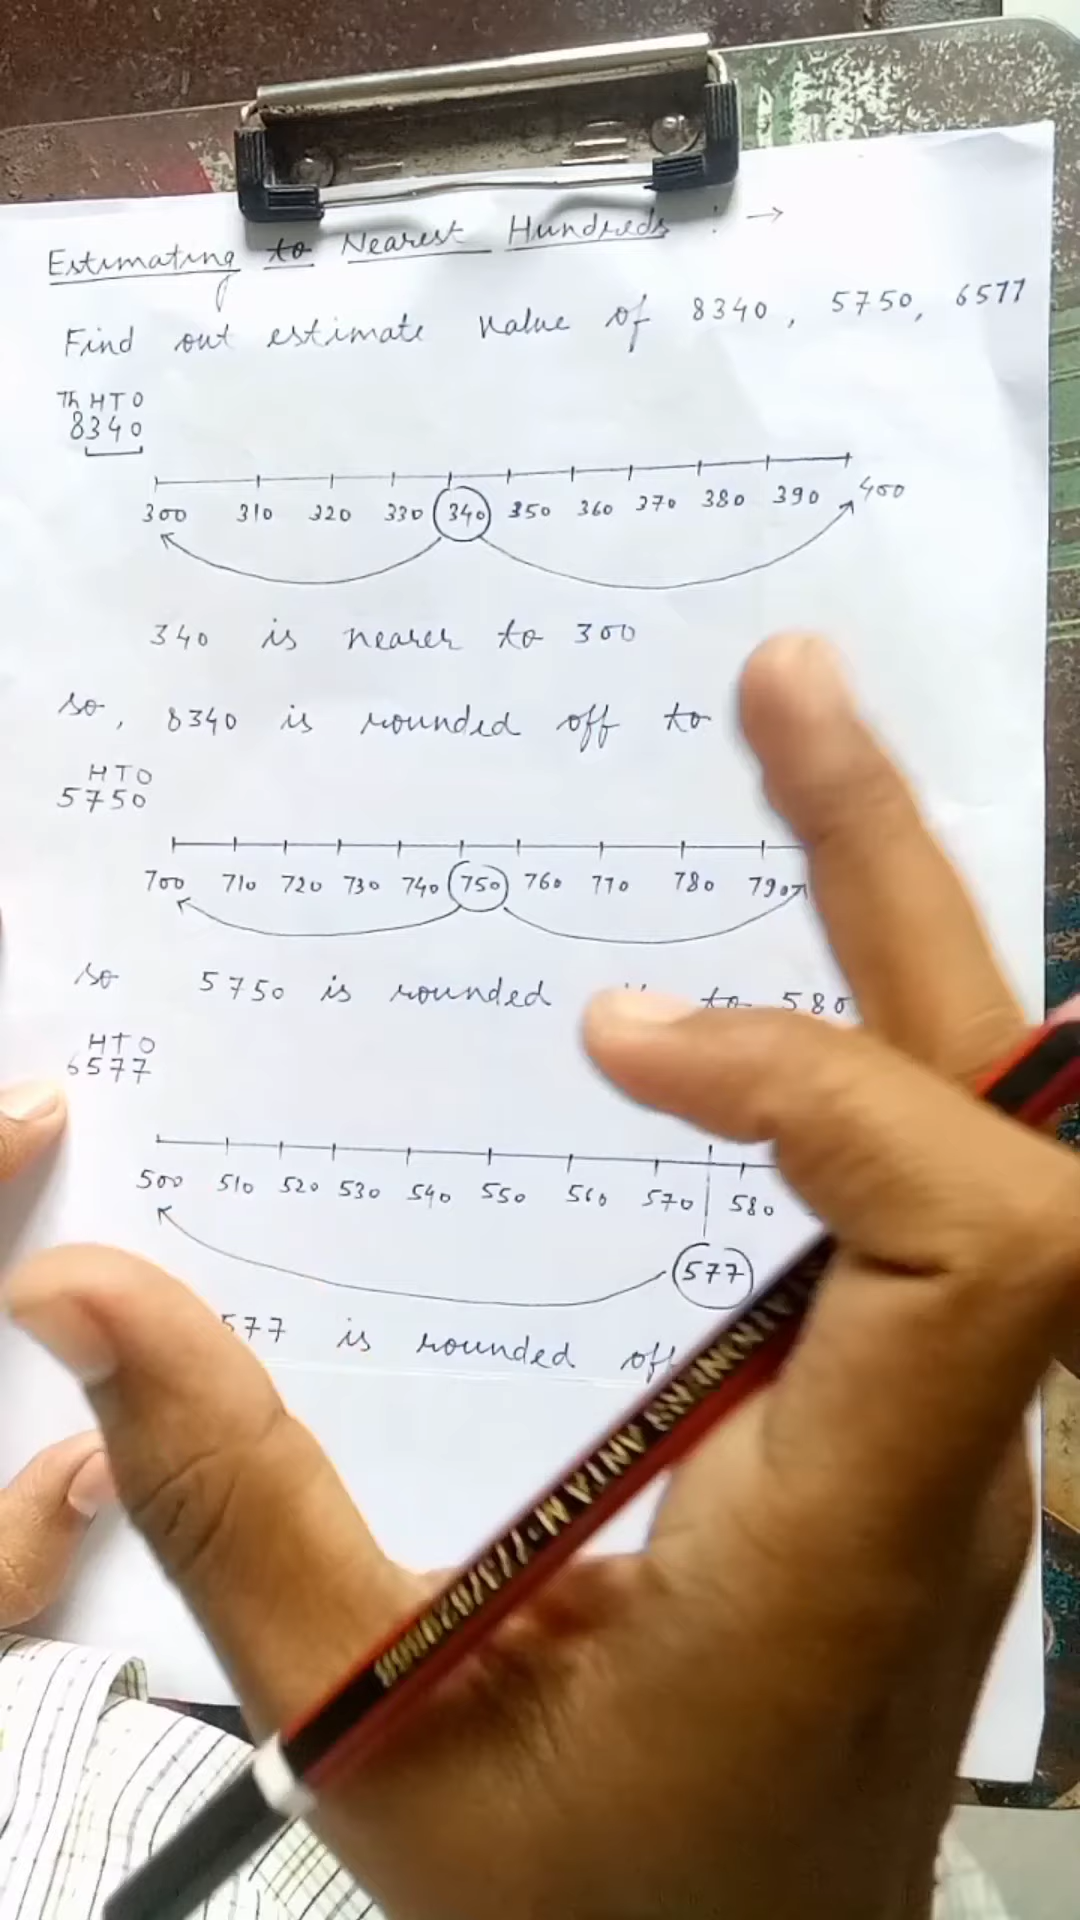 Estimating to Nearest Hundreds : →
Find out estimate value of 8340, 5750, 6577
Th H T O
8340
300 310 320 330 340 350 360 370 380 390 400
340 is nearer to 300
so, 8340 is rounded off to
H T O
5750
700 710 720 730 740 750 760 770 780 790
so 5750 is rounded to 580
H T O
6577
500 510 520 530 540 550 560 570 580
577
577 is rounded off